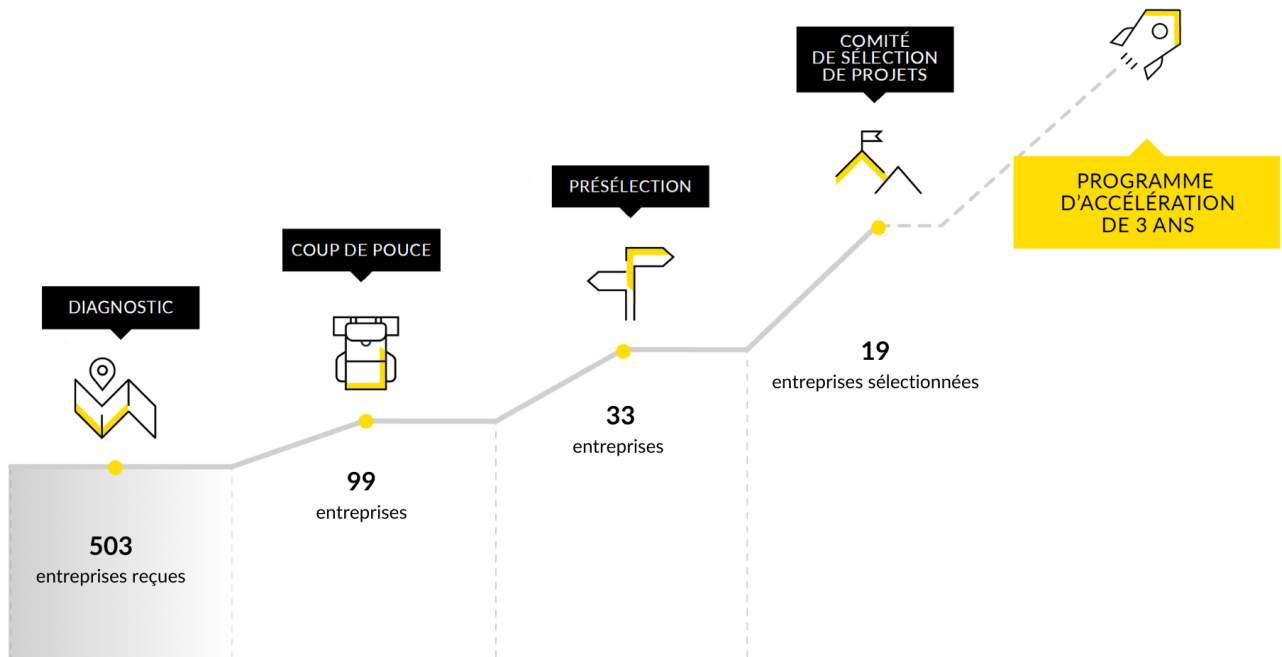 DIAGNOSTIC
503
entreprises reçues
COUP DE POUCE
99
entreprises
PRÉSÉLECTION
33
entreprises
COMITÉ
DE SÉLECTION
DE PROJETS
19
entreprises sélectionnées
PROGRAMME
D’ACCÉLÉRATION
DE 3 ANS